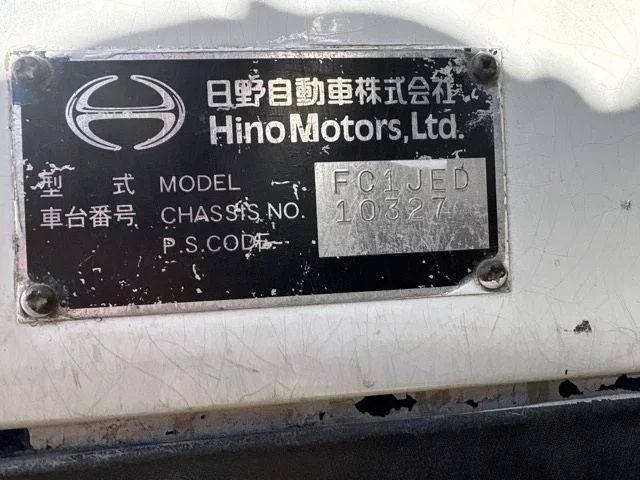 日野自動車株式会社
Hino Motors, Ltd.
型 式 MODEL FC1JED
車台番号 CHASSIS NO. 10327
P.S.CODE